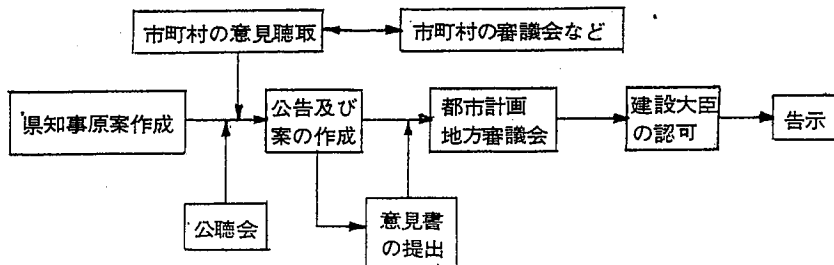 市町村の意見聴取
市町村の審議会など
県知事原案作成
公告及び
案の作成
都市計画
地方審議会
建設大臣
の認可
告示
公聴会
意見書
の提出